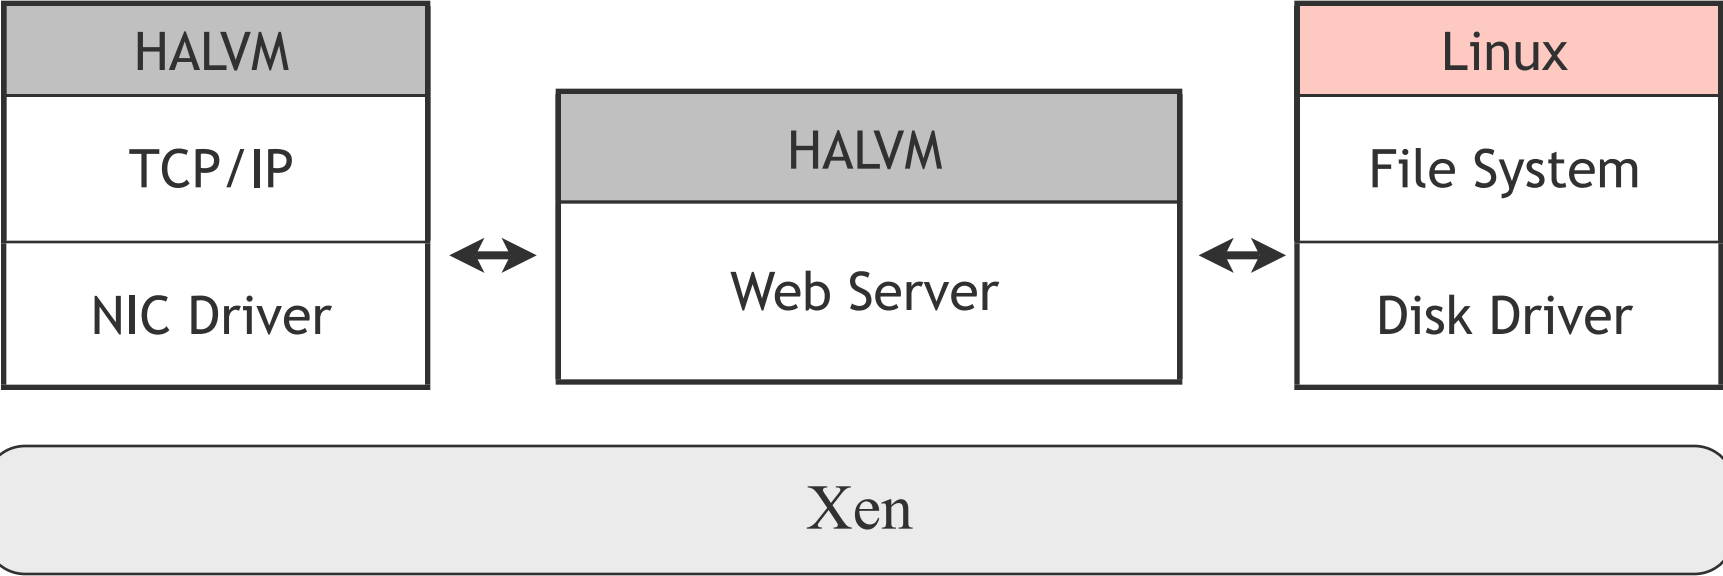 HALVM
TCP/IP
NIC Driver
HALVM
Web Server
Linux
File System
Disk Driver
Xen